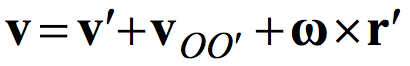 𝐯 = 𝐯′ + 𝐯_{OO′} + 𝛚 × 𝐫′